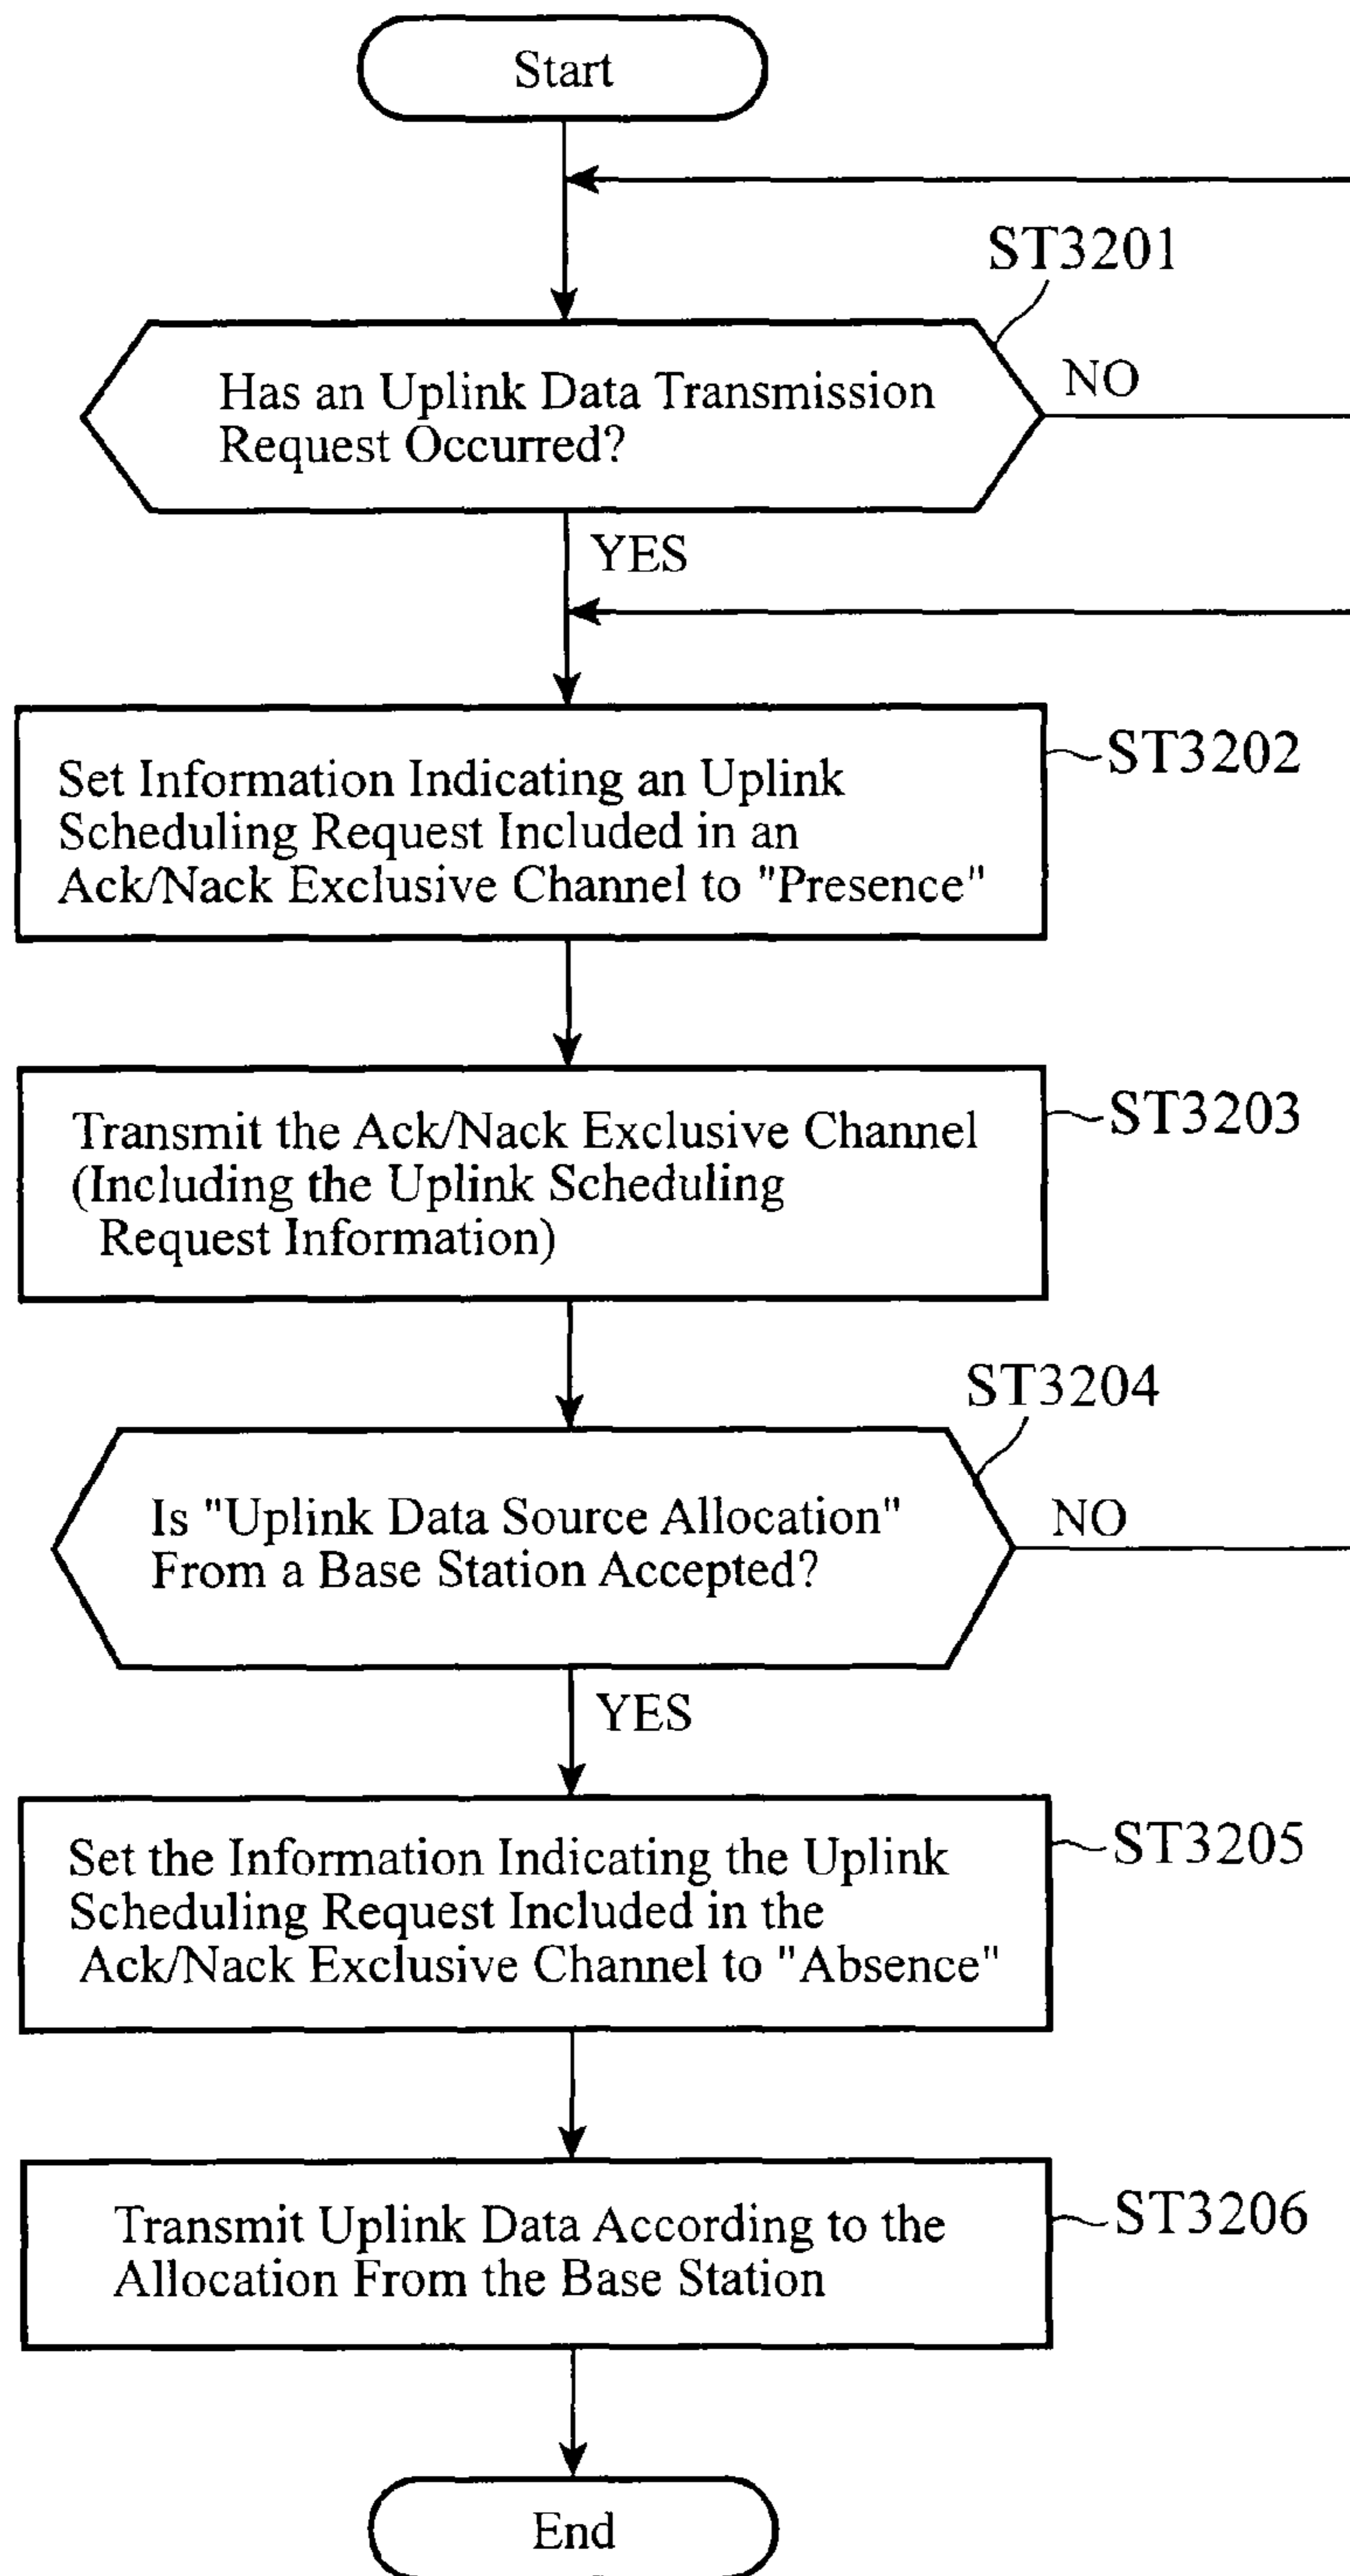 Start
ST3201
Has an Uplink Data Transmission
Request Occurred?
NO
YES
ST3202
Set Information Indicating an Uplink
Scheduling Request Included in an
Ack/Nack Exclusive Channel to "Presence"
ST3203
Transmit the Ack/Nack Exclusive Channel
(Including the Uplink Scheduling
Request Information)
ST3204
Is "Uplink Data Source Allocation"
From a Base Station Accepted?
NO
YES
ST3205
Set the Information Indicating the Uplink
Scheduling Request Included in the
Ack/Nack Exclusive Channel to "Absence"
ST3206
Transmit Uplink Data According to the
Allocation From the Base Station
End